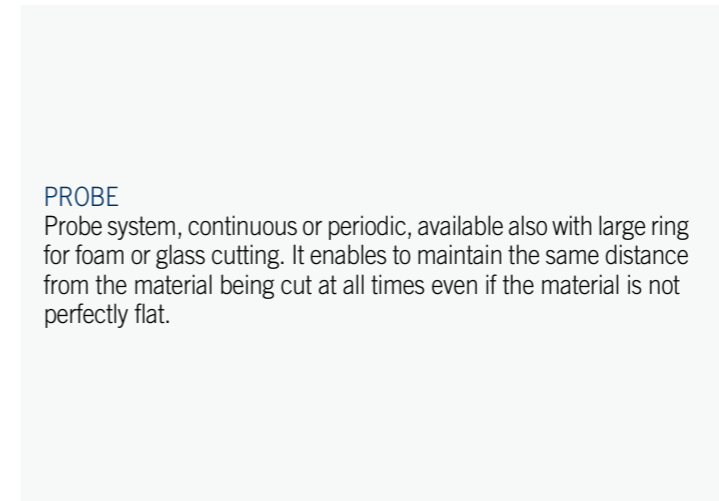 PROBE
Probe system, continuous or periodic, available also with large ring
for foam or glass cutting. It enables to maintain the same distance
from the material being cut at all times even if the material is not
perfectly flat.